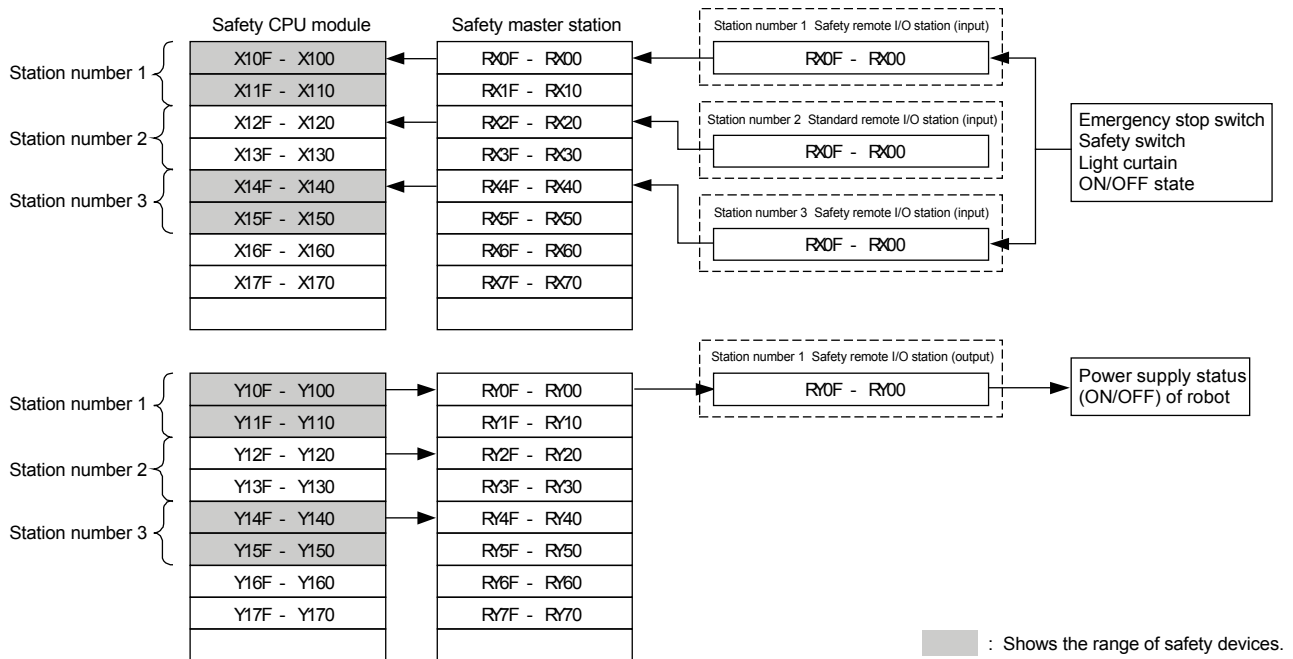 Safety CPU module
Safety master station
Station number 1 Safety remote I/O station (input)
Station number 1
X10F - X100
RX0F - RX00
RX0F - RX00
X11F - X110
RX1F - RX10
Station number 2
X12F - X120
RX2F - RX20
Station number 2 Standard remote I/O station (input)
X13F - X130
RX3F - RX30
RX0F - RX00
Emergency stop switch
Safety switch
Light curtain
ON/OFF state
Station number 3
X14F - X140
RX4F - RX40
X15F - X150
RX5F - RX50
Station number 3 Safety remote I/O station (input)
X16F - X160
RX6F - RX60
RX0F - RX00
X17F - X170
RX7F - RX70
Station number 1 Safety remote I/O station (output)
Station number 1
Y10F - Y100
RY0F - RY00
RY0F - RY00
Power supply status
(ON/OFF) of robot
Y11F - Y110
RY1F - RY10
Station number 2
Y12F - Y120
RY2F - RY20
Y13F - Y130
RY3F - RY30
Station number 3
Y14F - Y140
RY4F - RY40
Y15F - Y150
RY5F - RY50
Y16F - Y160
RY6F - RY60
Y17F - Y170
RY7F - RY70
: Shows the range of safety devices.